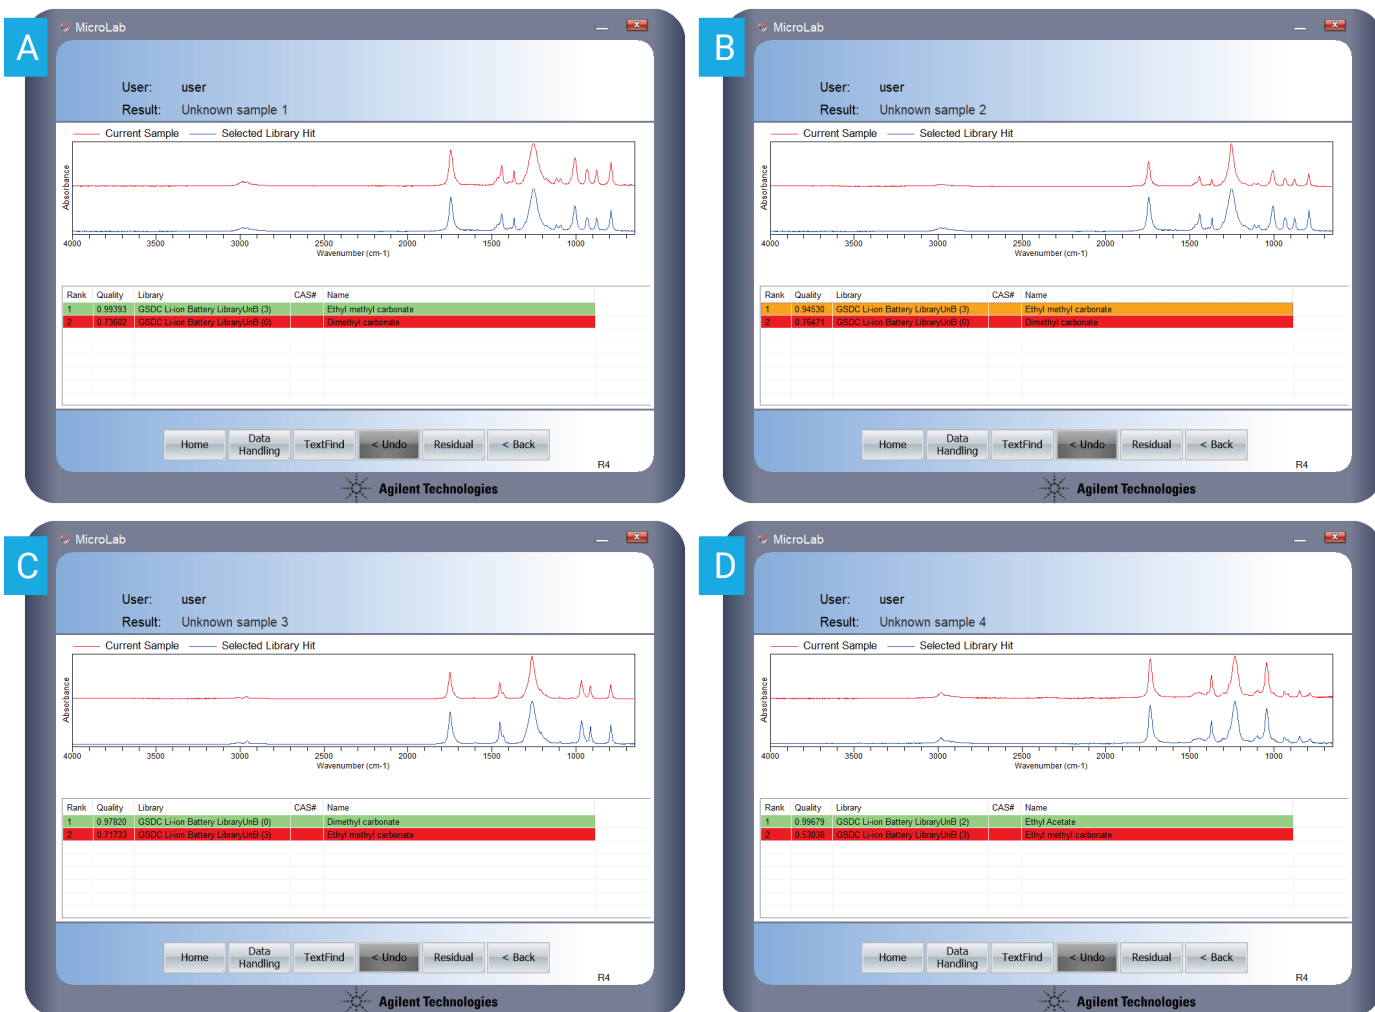 A
MicroLab
User: user
Result: Unknown sample 1
Current Sample Selected Library Hit
Absorbance
4000 3500 3000 2500 2000 1500 1000
Wavenumber (cm-1)
Rank Quality Library CAS# Name
1 0.99393 GSDC Li-ion Battery LibraryUnB (3) Ethyl methyl carbonate
2 0.73602 GSDC Li-ion Battery LibraryUnB (0) Dimethyl carbonate
Home Data Handling TextFind < Undo Residual < Back
R4
Agilent Technologies
B
MicroLab
User: user
Result: Unknown sample 2
Current Sample Selected Library Hit
Absorbance
4000 3500 3000 2500 2000 1500 1000
Wavenumber (cm-1)
Rank Quality Library CAS# Name
1 0.94530 GSDC Li-ion Battery LibraryUnB (3) Ethyl methyl carbonate
2 0.76471 GSDC Li-ion Battery LibraryUnB (0) Dimethyl carbonate
Home Data Handling TextFind < Undo Residual < Back
R4
Agilent Technologies
C
MicroLab
User: user
Result: Unknown sample 3
Current Sample Selected Library Hit
Absorbance
4000 3500 3000 2500 2000 1500 1000
Wavenumber (cm-1)
Rank Quality Library CAS# Name
1 0.97820 GSDC Li-ion Battery LibraryUnB (0) Dimethyl carbonate
2 0.71733 GSDC Li-ion Battery LibraryUnB (3) Ethyl methyl carbonate
Home Data Handling TextFind < Undo Residual < Back
R4
Agilent Technologies
D
MicroLab
User: user
Result: Unknown sample 4
Current Sample Selected Library Hit
Absorbance
4000 3500 3000 2500 2000 1500 1000
Wavenumber (cm-1)
Rank Quality Library CAS# Name
1 0.99679 GSDC Li-ion Battery LibraryUnB (2) Ethyl Acetate
2 0.53038 GSDC Li-ion Battery LibraryUnB (3) Ethyl methyl carbonate
Home Data Handling TextFind < Undo Residual < Back
R4
Agilent Technologies